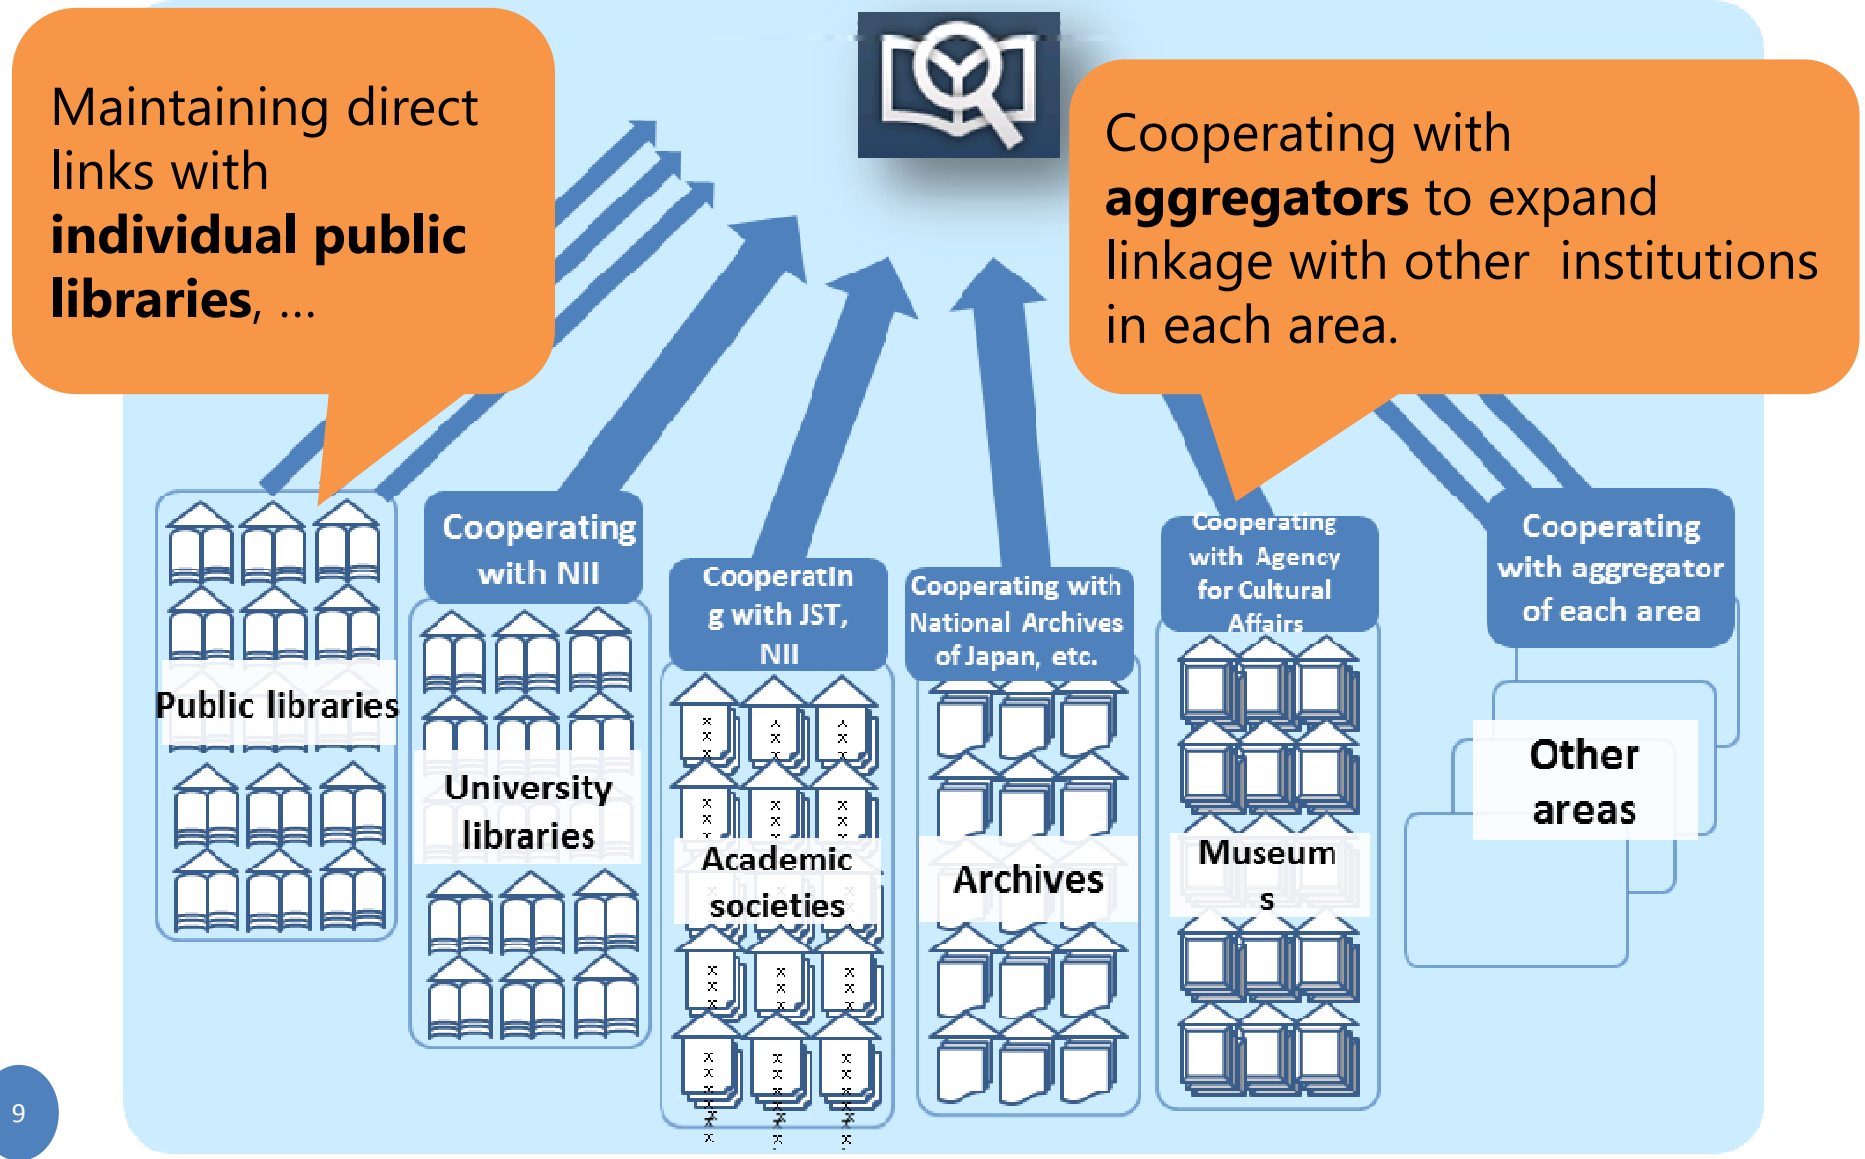 Maintaining direct
links with
individual public
libraries, ...
Cooperating with
aggregators to expand
linkage with other institutions
in each area.
Public libraries
Cooperating
with NII
University
libraries
Cooperatin
g with JST,
NII
Academic
societies
Cooperating with
National Archives
of Japan, etc.
Archives
Cooperating
with Agency
for Cultural
Affairs
Museum
s
Cooperating
with aggregator
of each area
Other
areas
9